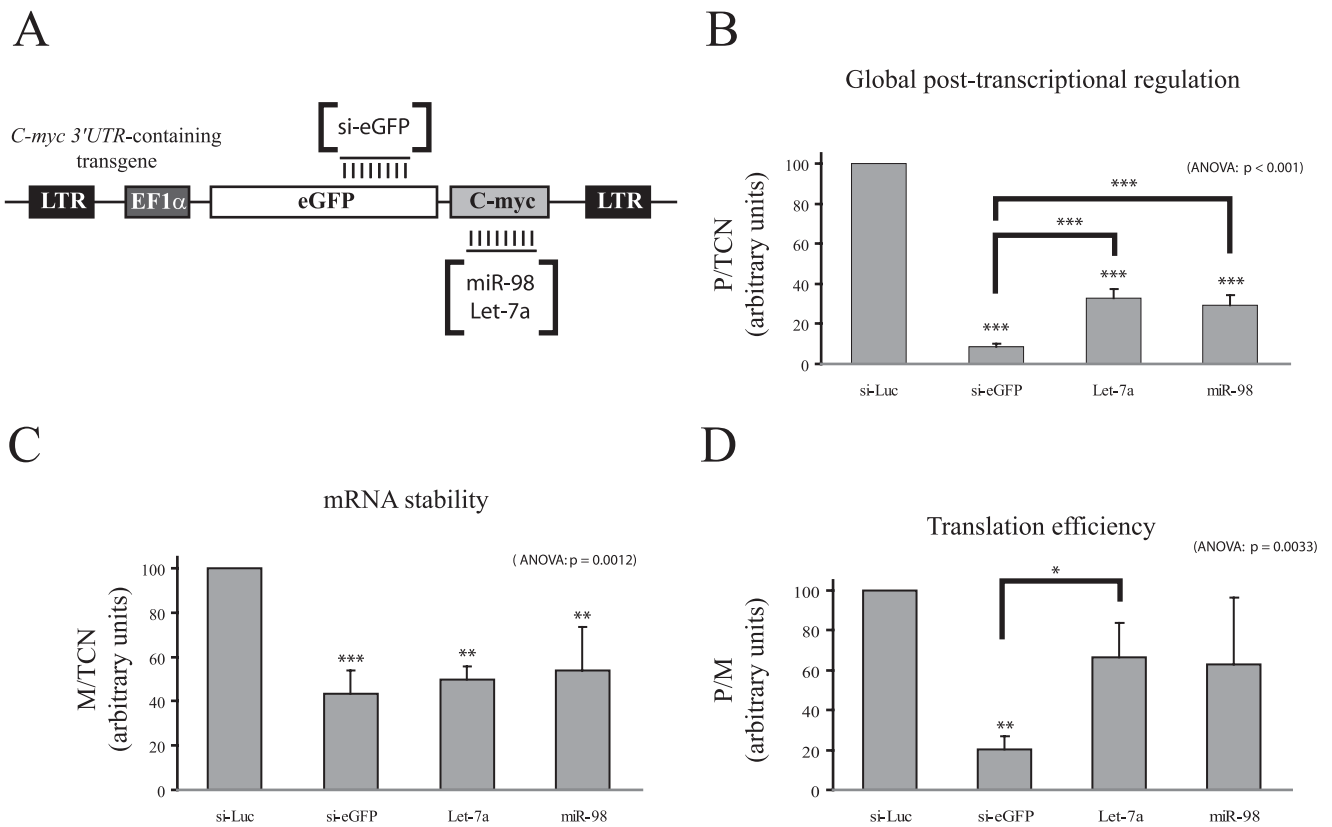 A
C-myc 3'UTR-containing
transgene
si-eGFP
LTR
EF1α
eGFP
C-myc
LTR
miR-98
Let-7a
B
Global post-transcriptional regulation
(ANOVA: p < 0.001)
P/TCN
(arbitrary units)
100
80
60
40
20
0
***
***
***
***
***
si-Luc
si-eGFP
Let-7a
miR-98
C
mRNA stability
( ANOVA: p = 0.0012)
M/TCN
(arbitrary units)
100
80
60
40
20
0
***
**
**
si-Luc
si-eGFP
Let-7a
miR-98
D
Translation efficiency
(ANOVA: p = 0.0033)
P/M
(arbitrary units)
100
80
60
40
20
0
*
**
si-Luc
si-eGFP
Let-7a
miR-98